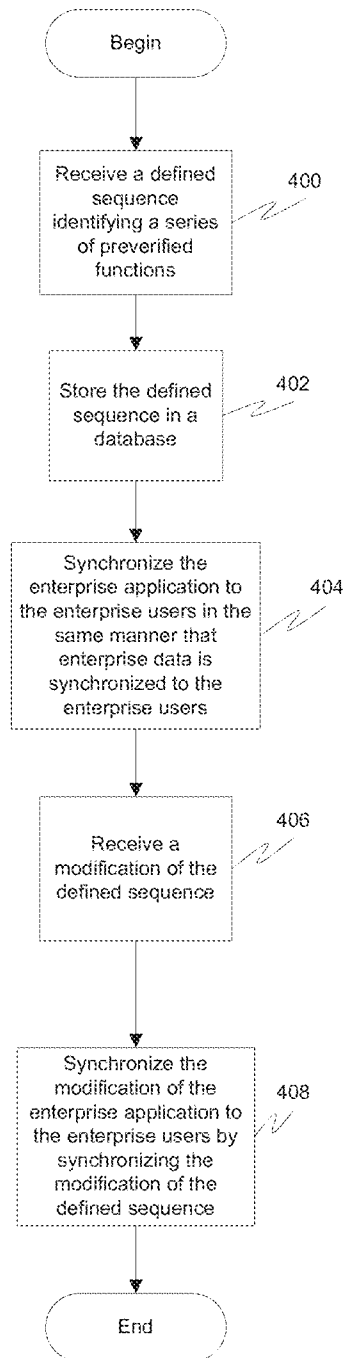 Begin
Receive a defined
sequence
identifying a series
of preverified
functions
400
Store the defined
sequence in a
database
402
Synchronize the
enterprise application to
the enterprise users in the
same manner that
enterprise data is
synchronized to the
enterprise users
404
Receive a
modification of the
defined sequence
406
Synchronize the
modification of the
enterprise application to
the enterprise users by
synchronizing the
modification of the
defined sequence
408
End